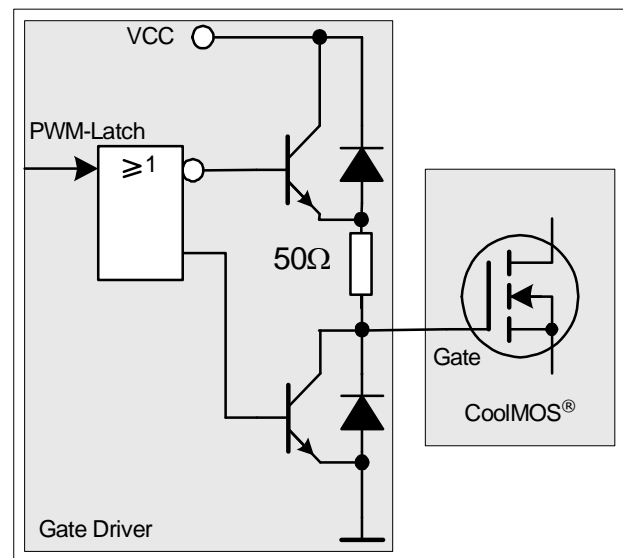 VCC
PWM-Latch
≥1
50Ω
Gate
CoolMOS®
Gate Driver